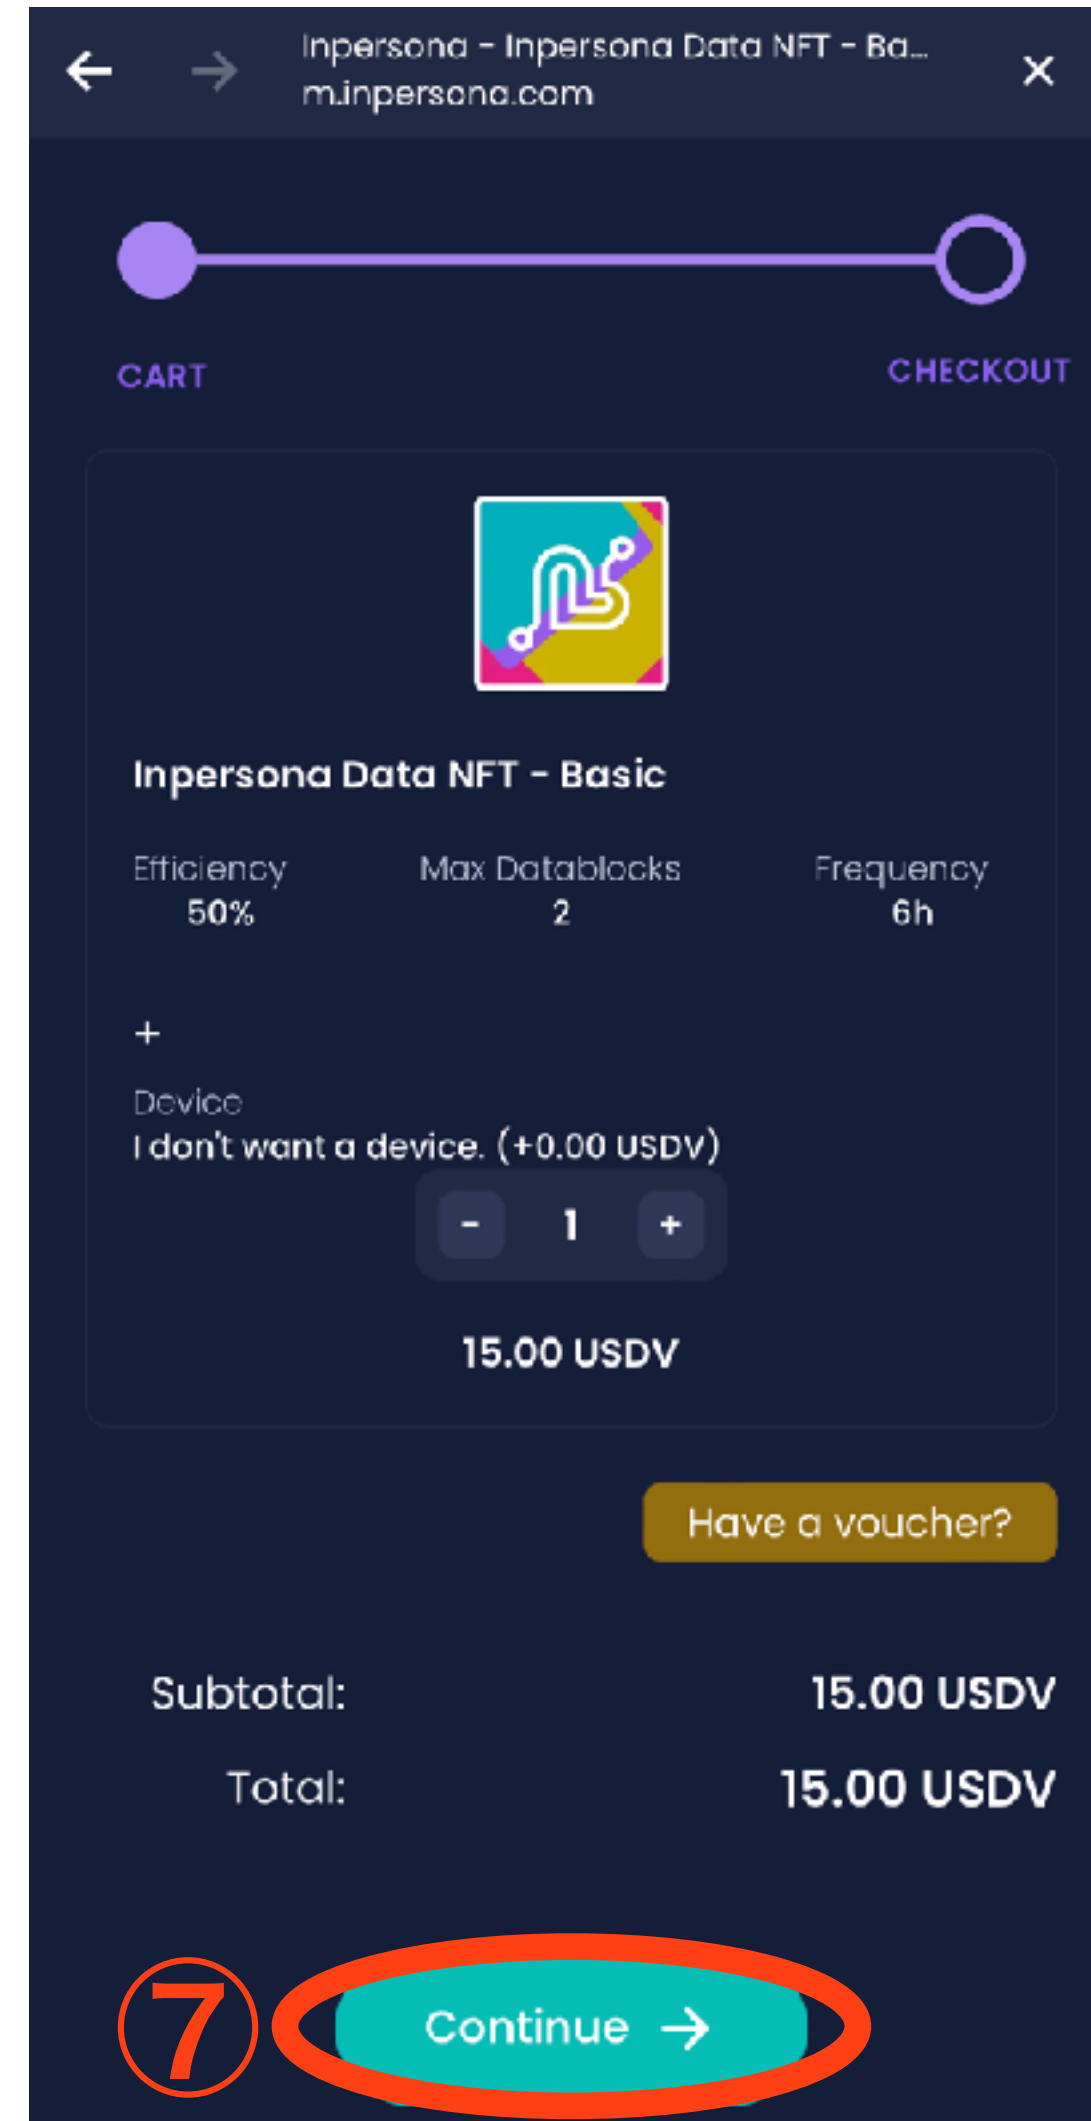 Inpersona - Inpersona Data NFT - Ba...
m.inpersona.com
CART
CHECKOUT
Inpersona Data NFT - Basic
Efficiency Max Datablocks Frequency
50% 2 6h
+
Device
I don't want a device. (+0.00 USDV)
- 1 +
15.00 USDV
Have a voucher?
Subtotal: 15.00 USDV
Total: 15.00 USDV
⑦ Continue →